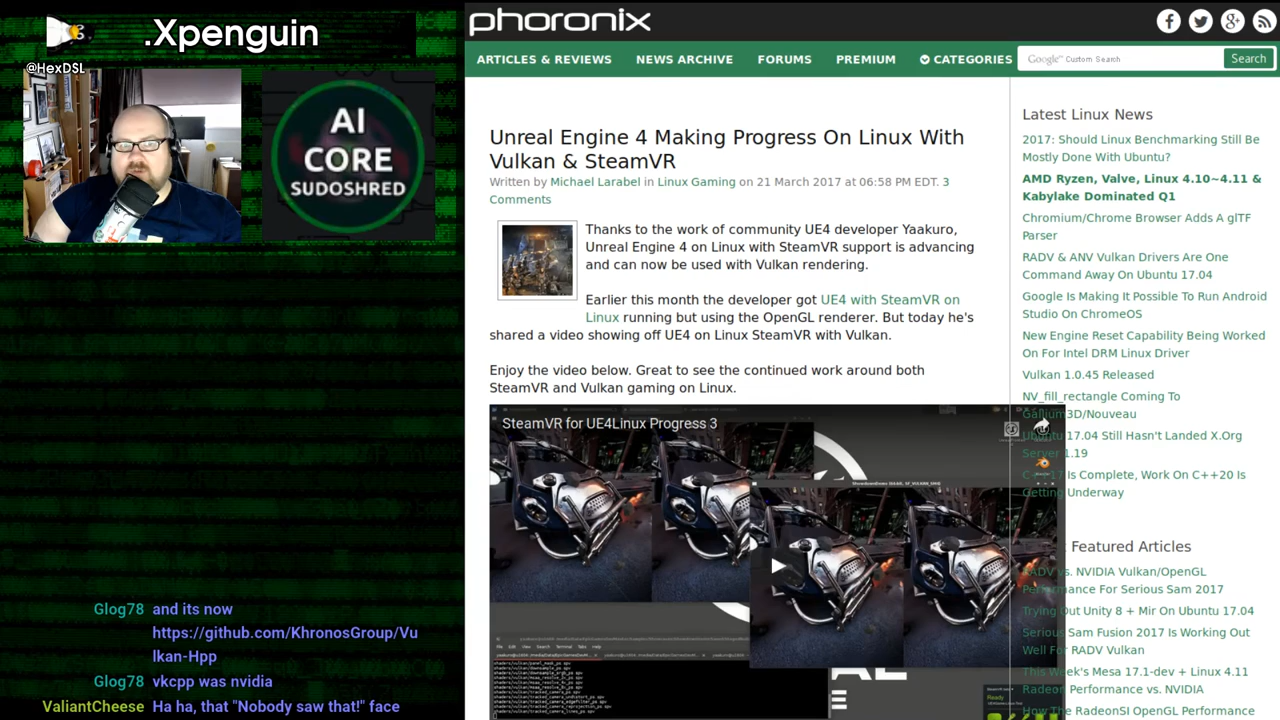 .Xpenguin
@HexDSL
AI
CORE
SUDOSHRED
Glog78 and its now
https://github.com/KhronosGroup/Vu
lkan-Hpp
Glog78 vkcpp was nvidia
ValiantCheese Ha ha, that "Nobody saw that!" face
phoronix
ARTICLES & REVIEWS NEWS ARCHIVE FORUMS PREMIUM CATEGORIES
Google Custom Search Search
Unreal Engine 4 Making Progress On Linux With
Vulkan & SteamVR
Written by Michael Larabel in Linux Gaming on 21 March 2017 at 06:58 PM EDT. 3
Comments
Thanks to the work of community UE4 developer Yaakuro,
Unreal Engine 4 on Linux with SteamVR support is advancing
and can now be used with Vulkan rendering.
Earlier this month the developer got UE4 with SteamVR on
Linux running but using the OpenGL renderer. But today he's
shared a video showing off UE4 on Linux SteamVR with Vulkan.
Enjoy the video below. Great to see the continued work around both
SteamVR and Vulkan gaming on Linux.
SteamVR for UE4Linux Progress 3
Latest Linux News
2017: Should Linux Benchmarking Still Be
Mostly Done With Ubuntu?
AMD Ryzen, Valve, Linux 4.10~4.11 &
Kabylake Dominated Q1
Chromium/Chrome Browser Adds A glTF
Parser
RADV & ANV Vulkan Drivers Are One
Command Away On Ubuntu 17.04
Google Is Making It Possible To Run Android
Studio On ChromeOS
New Engine Reset Capability Being Worked
On For Intel DRM Linux Driver
Vulkan 1.0.45 Released
NV_fill_rectangle Coming To
Gallium3D/Nouveau
Ubuntu 17.04 Still Hasn't Landed X.Org
Server 1.19
C++17 Is Complete, Work On C++20 Is
Getting Underway
Featured Articles
RADV vs. NVIDIA Vulkan/OpenGL
Performance For Serious Sam 2017
Trying Out Unity 8 + Mir On Ubuntu 17.04
Serious Sam Fusion 2017 Is Working Out
Well For RADV Vulkan
This Week's Mesa 17.1-dev + Linux 4.11
Radeon Performance vs. NVIDIA
How The RadeonSI OpenGL Performance